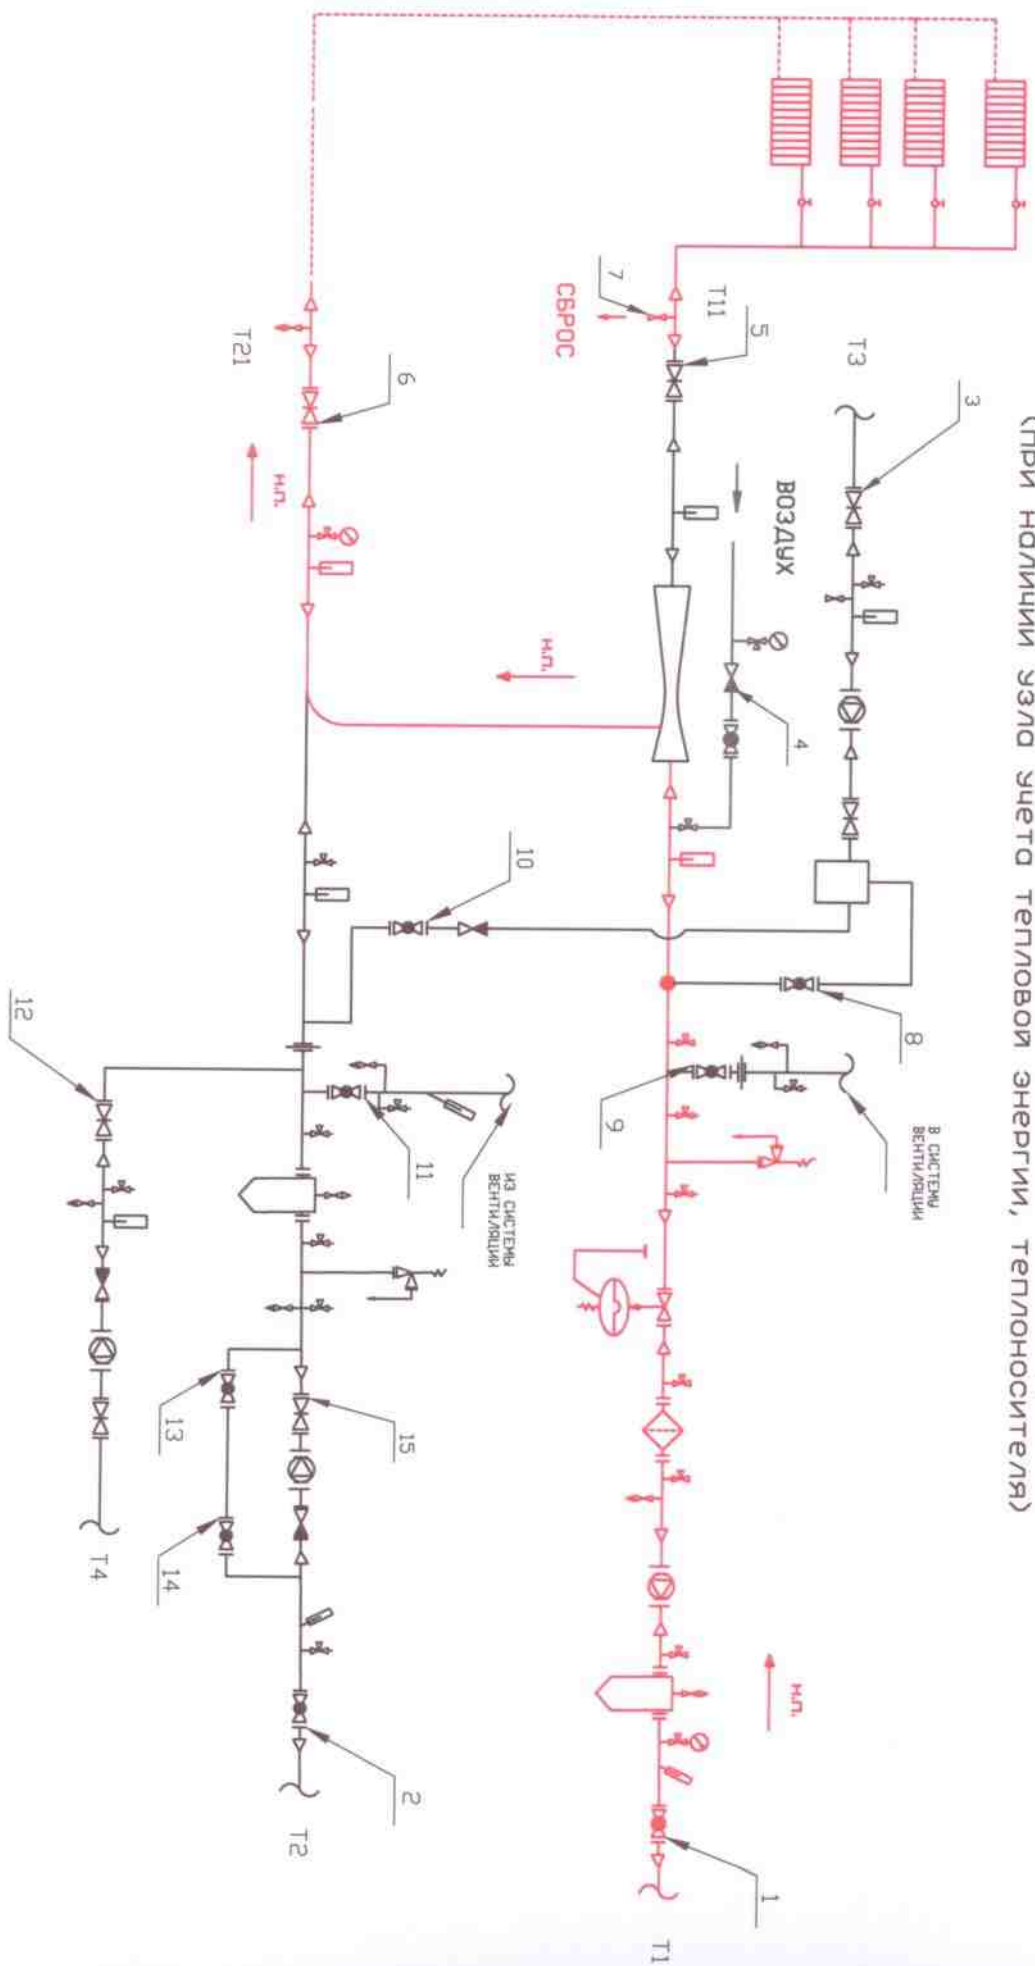 (ПРИ НАЛИЧИИ УЗЛА УЧЕТА ТЕПЛОВОЙ ЭНЕРГИИ, ТЕПЛОНОСИТЕЛЯ)
Т3
3
ВОЗДУХ
4
8
В СИСТЕМУ
ВЕНТИЛЯЦИИ
9
Т11
5
7
СБРОС
н.п.
н.п.
1
Т1
6
Т21
н.п.
10
11
ИЗ СИСТЕМЫ
ВЕНТИЛЯЦИИ
15
2
Т2
12
13
14
Т4